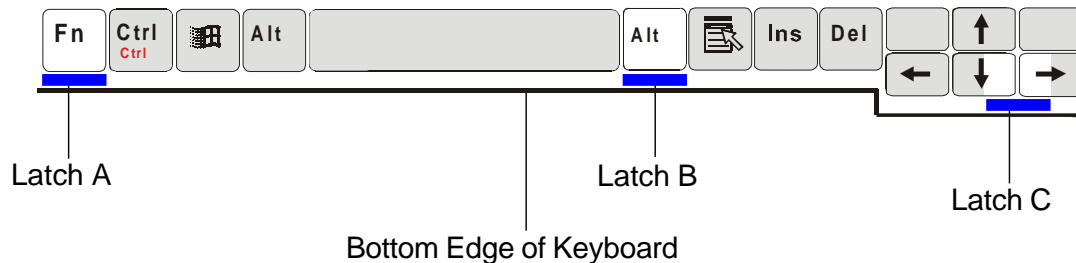 Fn Ctrl Alt Alt Ins Del
Ctrl
Latch A
Latch B
Latch C
Bottom Edge of Keyboard